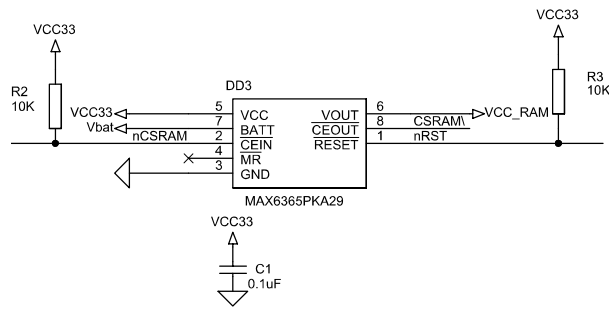 VCC33
VCC33
R2
10K
R3
10K
DD3
VCC33 5 VCC VOUT 6 VCC_RAM
Vbat 7 BATT CEOUT 8 CSRAM\
nCSRAM 2 CEIN RESET 1 nRST
4 MR
3 GND
MAX6365PKA29
VCC33
C1
0.1uF